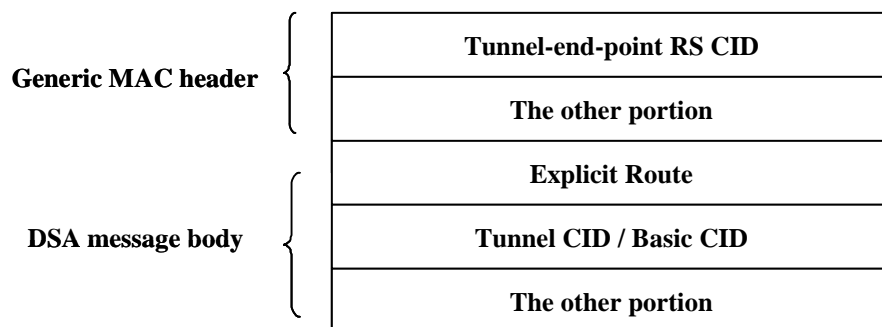 Tunnel-end-point RS CID
Generic MAC header
The other portion
Explicit Route
DSA message body
Tunnel CID / Basic CID
The other portion